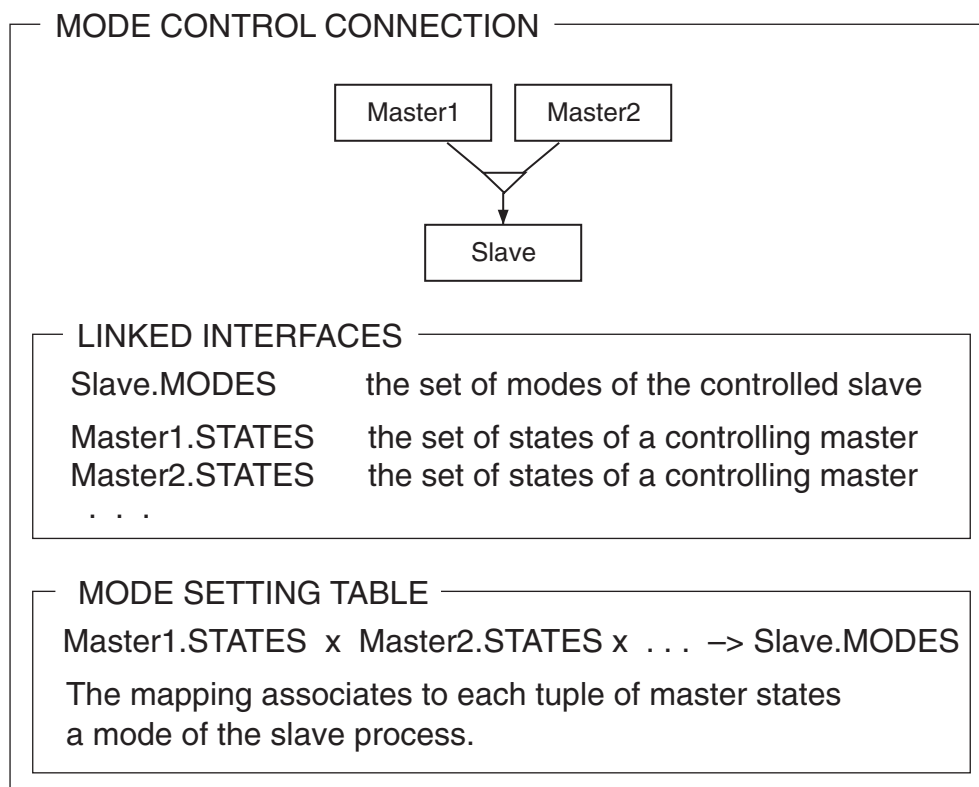 MODE CONTROL CONNECTION
Master1 Master2
Slave
LINKED INTERFACES
Slave.MODES the set of modes of the controlled slave
Master1.STATES the set of states of a controlling master
Master2.STATES the set of states of a controlling master
. . .
MODE SETTING TABLE
Master1.STATES x Master2.STATES x . . . –> Slave.MODES
The mapping associates to each tuple of master states
a mode of the slave process.